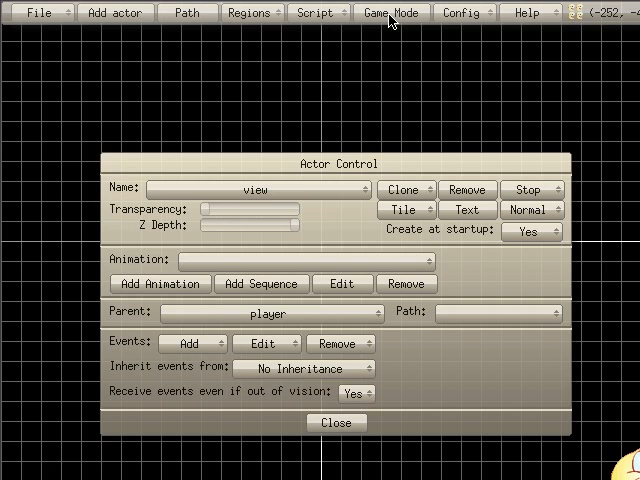 File Add actor Path Regions Script Game Mode Config Help (-252, -4
Actor Control
Name: view Clone Remove Stop
Transparency: Tile Text Normal
Z Depth: Create at startup: Yes
Animation:
Add Animation Add Sequence Edit Remove
Parent: player Path:
Events: Add Edit Remove
Inherit events from: No Inheritance
Receive events even if out of vision: Yes
Close